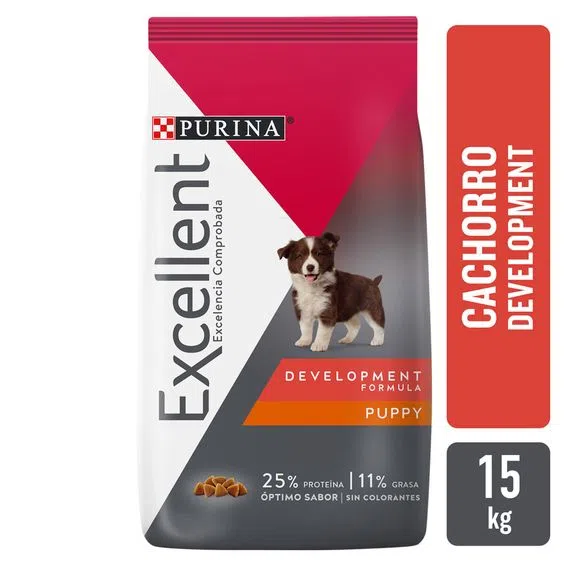 PURINA
Excellent
Excelencia Comprobada
DEVELOPMENT
FORMULA
PUPPY
25% PROTEÍNA | 11% GRASA
ÓPTIMO SABOR | SIN COLORANTES
CACHORRO
DEVELOPMENT
15
kg